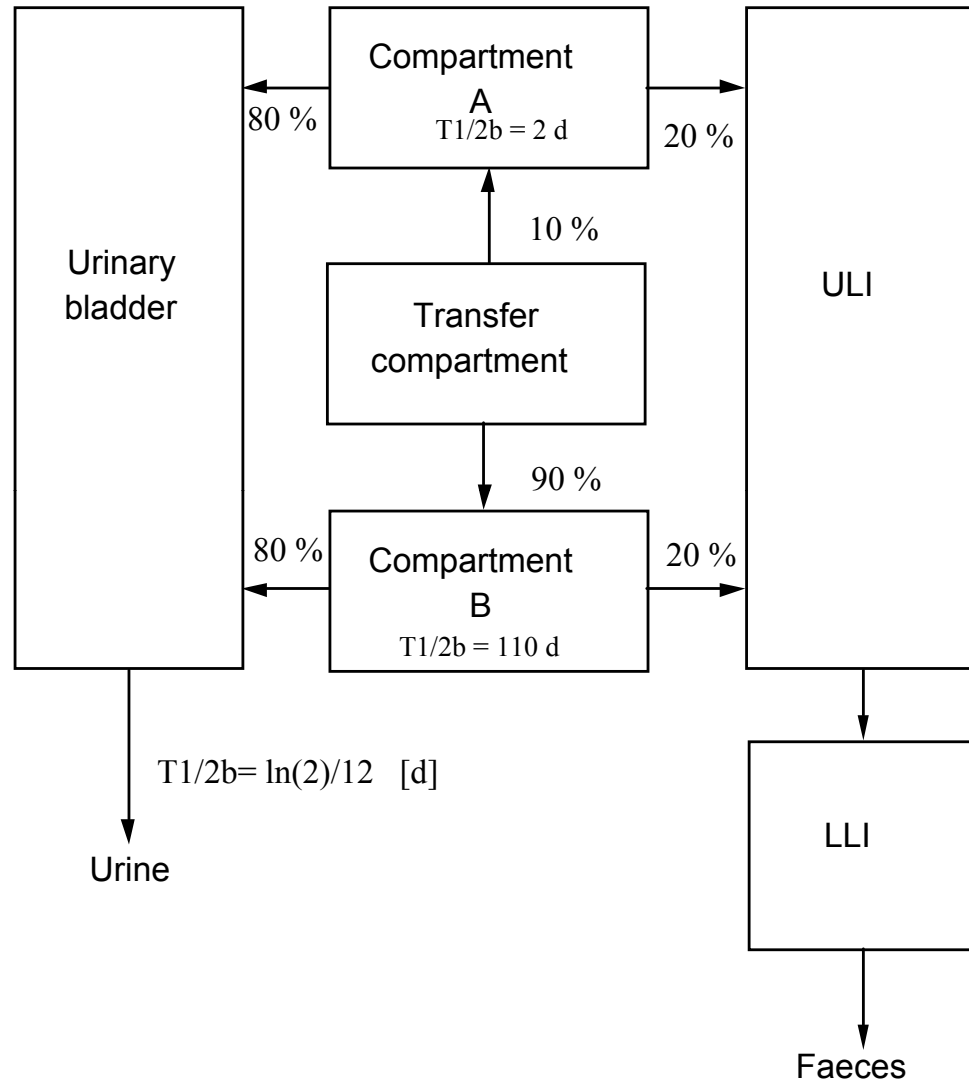 Compartment
A
T1/2b = 2 d
80 %
20 %
10 %
Urinary
bladder
ULI
Transfer
compartment
90 %
80 %
20 %
Compartment
B
T1/2b = 110 d
T1/2b= ln(2)/12 [d]
LLI
Urine
Faeces